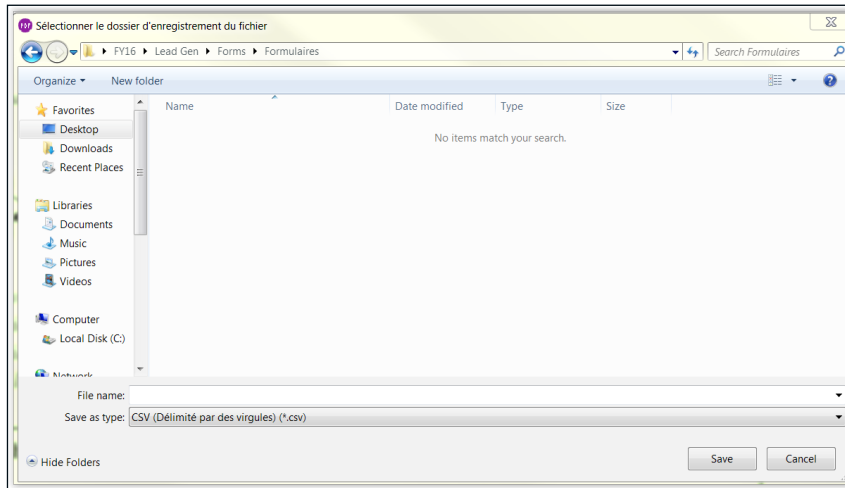 PDF Sélectionner le dossier d'enregistrement du fichier
FY16 Lead Gen Forms Formulaires Search Formulaires
Organize New folder
Name Date modified Type Size
No items match your search.
Favorites
Desktop
Downloads
Recent Places
Libraries
Documents
Music
Pictures
Videos
Computer
Local Disk (C:)
Network
File name:
Save as type: CSV (Délimité par des virgules) (*.csv)
Hide Folders Save Cancel